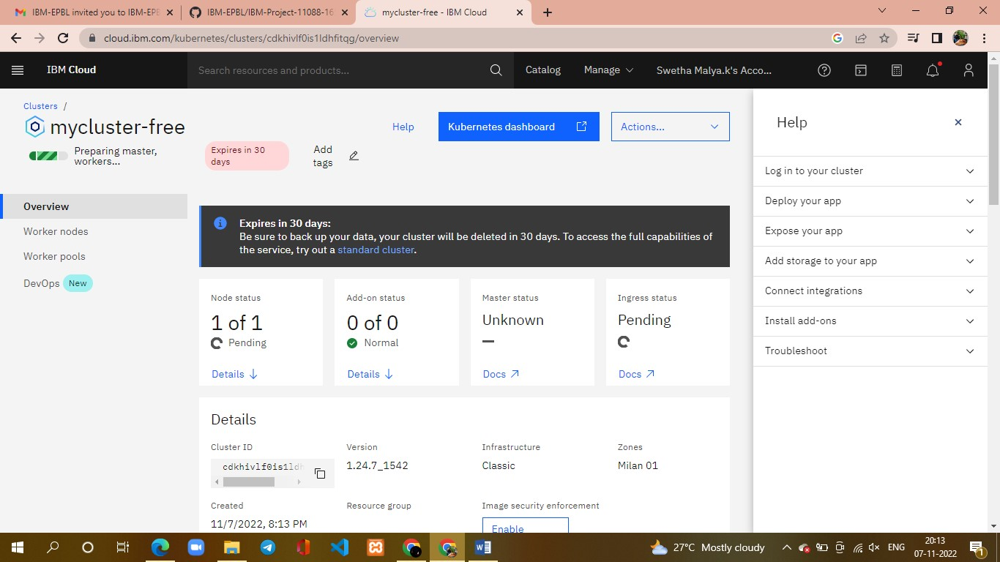 IBM-EPBL invited you to IBM-EPB
IBM-EPBL/IBM-Project-11088-16
mycluster-free - IBM Cloud
cloud.ibm.com/kubernetes/clusters/cdkhivlf0is1ldhfitqg/overview
IBM Cloud
Search resources and products...
Catalog
Manage
Swetha Malya.k's Acco...
Clusters /
mycluster-free
Help
Kubernetes dashboard
Actions...
Preparing master,
workers...
Expires in 30
days
Add
tags
Overview
Worker nodes
Worker pools
DevOps New
Expires in 30 days:
Be sure to back up your data, your cluster will be deleted in 30 days. To access the full capabilities of
the service, try out a standard cluster.
Node status
1 of 1
Pending
Details
Add-on status
0 of 0
Normal
Details
Master status
Unknown
Docs
Ingress status
Pending
Docs
Details
Cluster ID
cdkhivlf0is1ldh
Version
1.24.7_1542
Infrastructure
Classic
Zones
Milan 01
Created
11/7/2022, 8:13 PM
Resource group
Image security enforcement
Enable
Help
Log in to your cluster
Deploy your app
Expose your app
Add storage to your app
Connect integrations
Install add-ons
Troubleshoot
27°C Mostly cloudy
ENG
20:13
07-11-2022
1